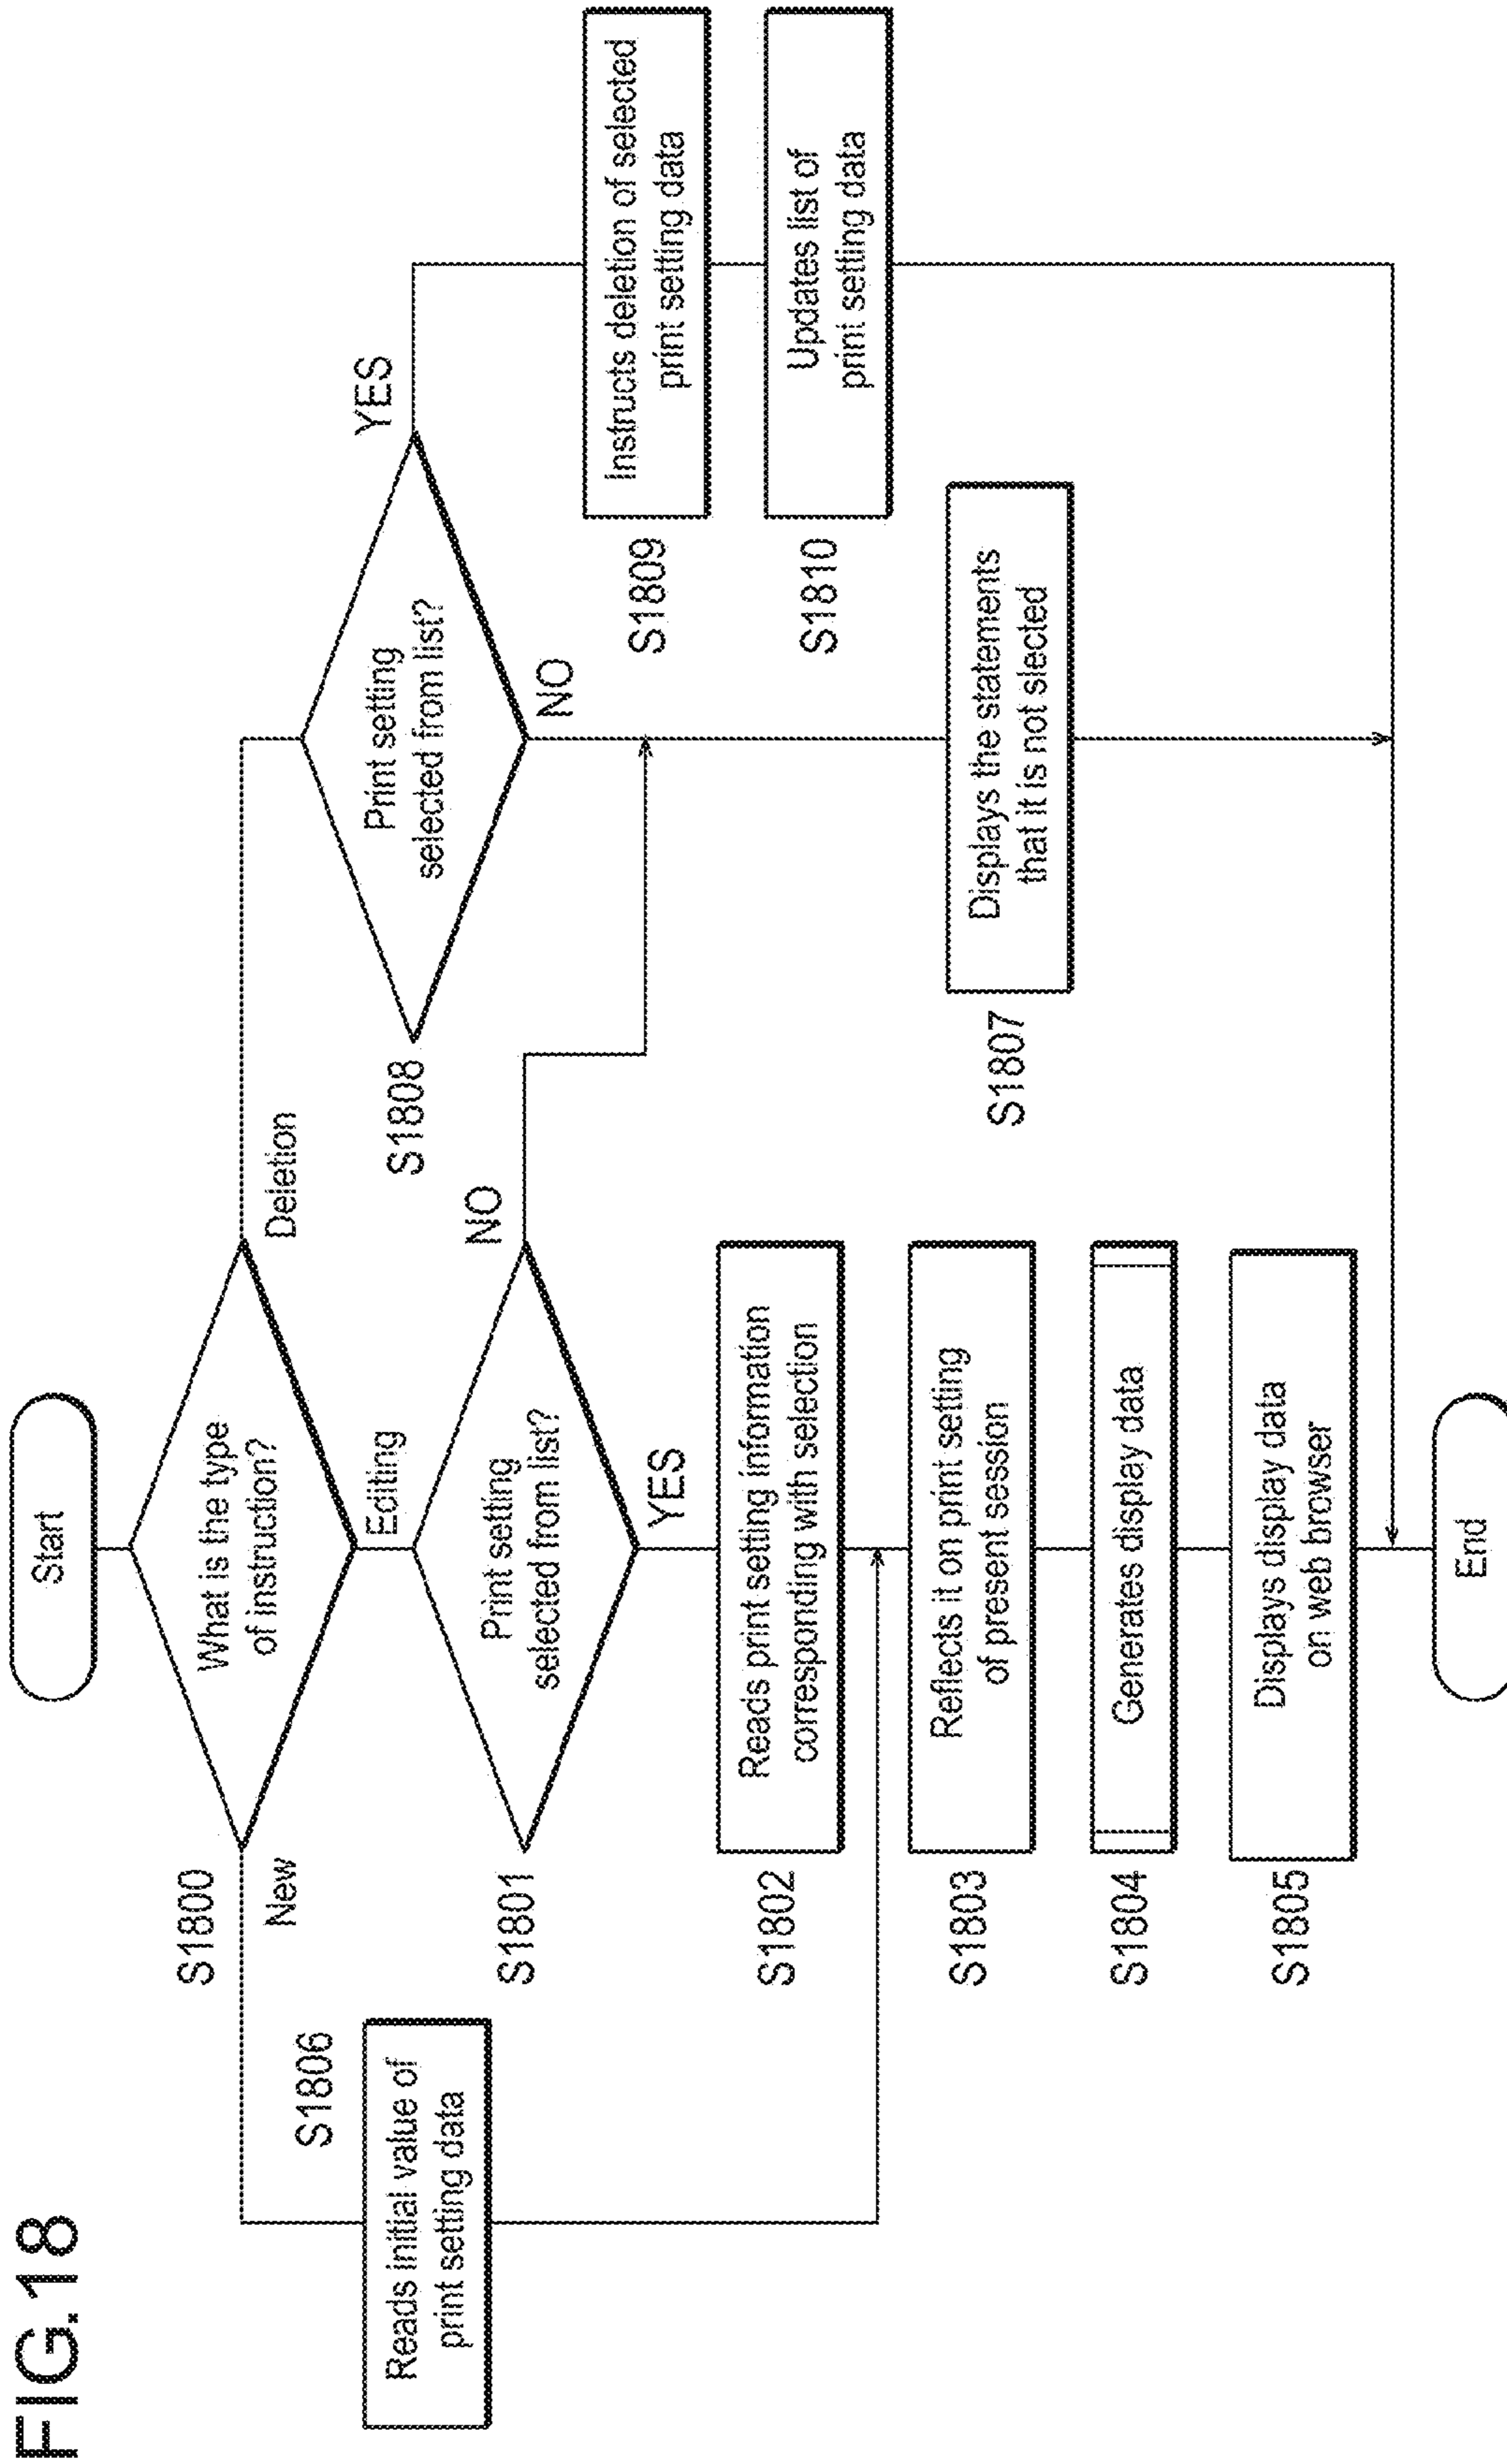 FIG.18
Start
S1800
What is the type
of instruction?
New
Editing
Deletion
S1806
Reads initial value of
print setting data
S1801
Print setting
selected from list?
NO
YES
S1802
Reads print setting information
corresponding with selection
S1803
Reflects it on print setting
of present session
S1804
Generates display data
S1805
Displays display data
on web browser
S1808
Print setting
selected from list?
YES
NO
S1809
Instructs deletion of selected
print setting data
S1810
Updates list of
print setting data
S1807
Displays the statements
that it is not slected
End